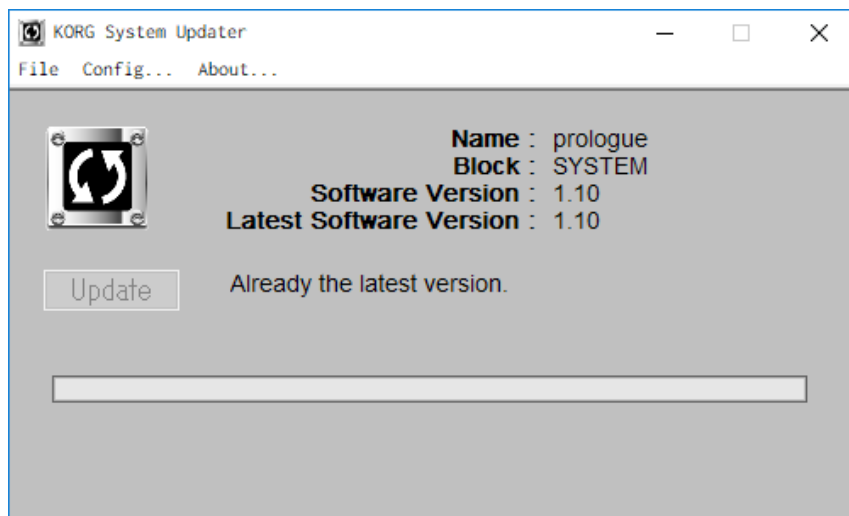 KORG System Updater
File Config... About...
Name : prologue
Block : SYSTEM
Software Version : 1.10
Latest Software Version : 1.10
Update
Already the latest version.